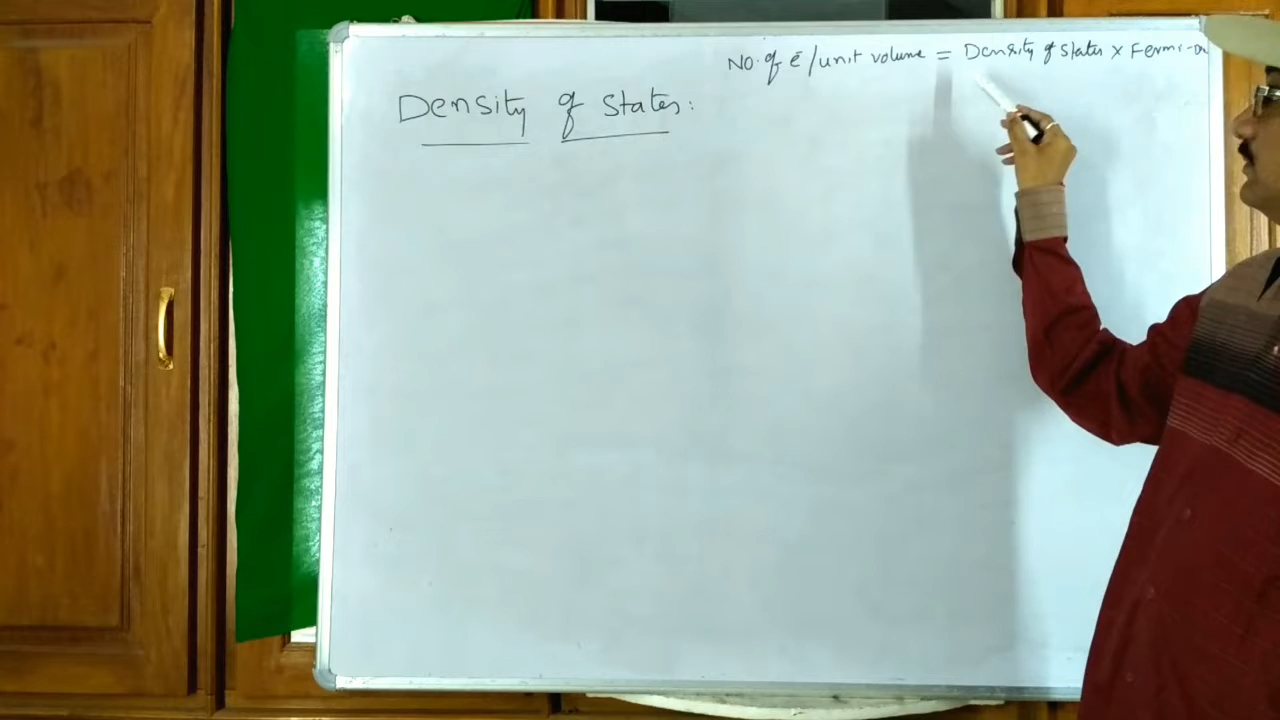 No. of ē/unit volume = Density of states × Fermi-
Density of states: